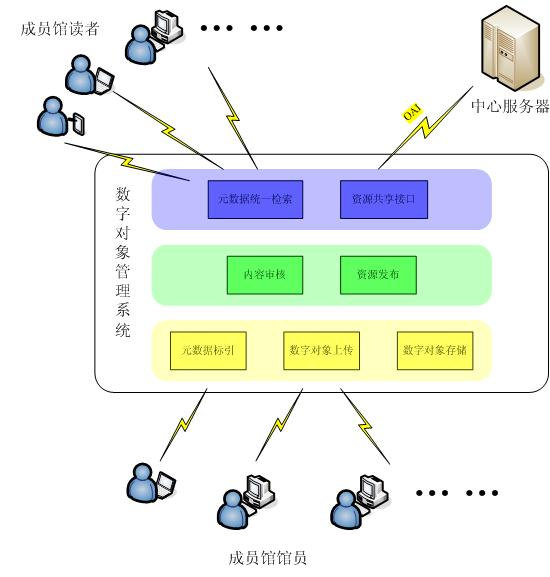 成员馆读者
中心服务器
OAI
数字对象管理系统
元数据统一检索
资源共享接口
内容审核
资源发布
元数据标引
数字对象上传
数字对象存储
成员馆馆员